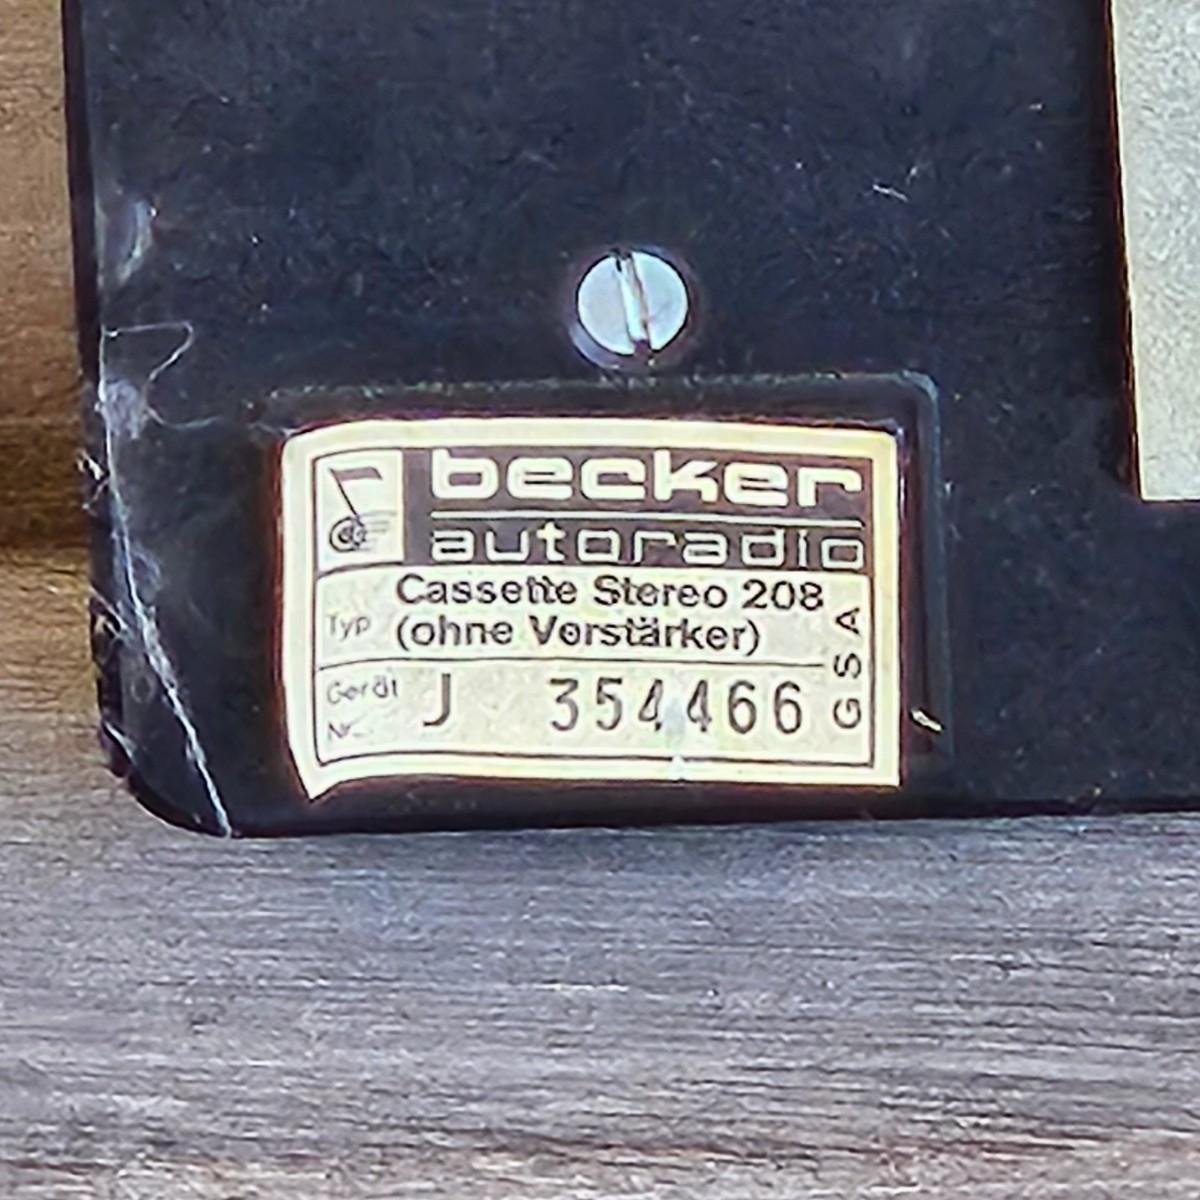 becker
autoradio
Typ Cassette Stereo 208
(ohne Verstärker)
Gerät
Nr. J 354466
GSA